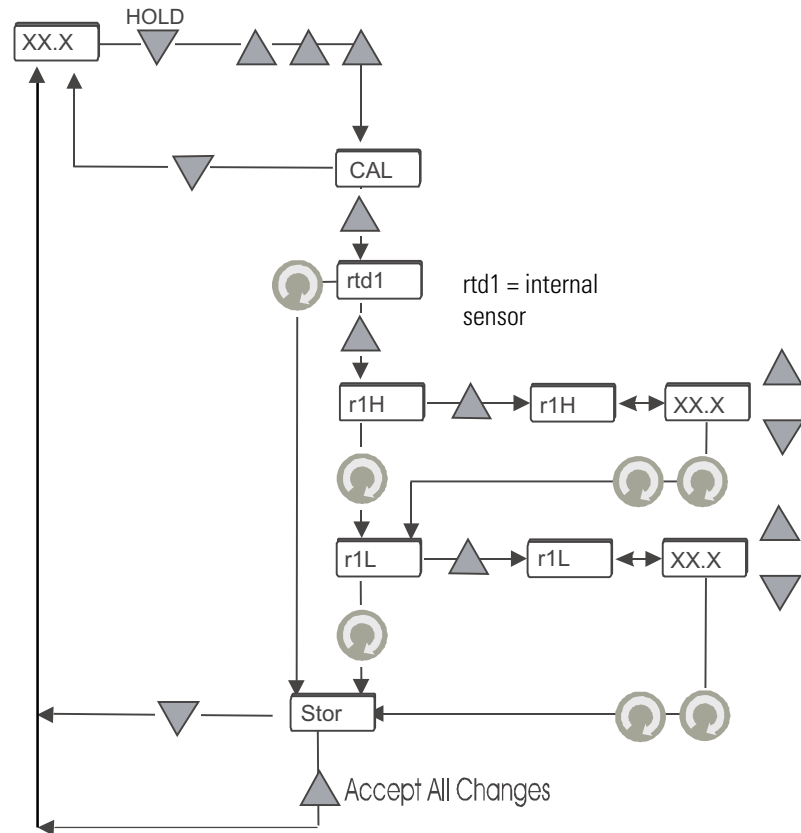 HOLD
XX.X
CAL
rtd1
rtd1 = internal
sensor
r1H
r1H
XX.X
r1L
r1L
XX.X
Stor
Accept All Changes